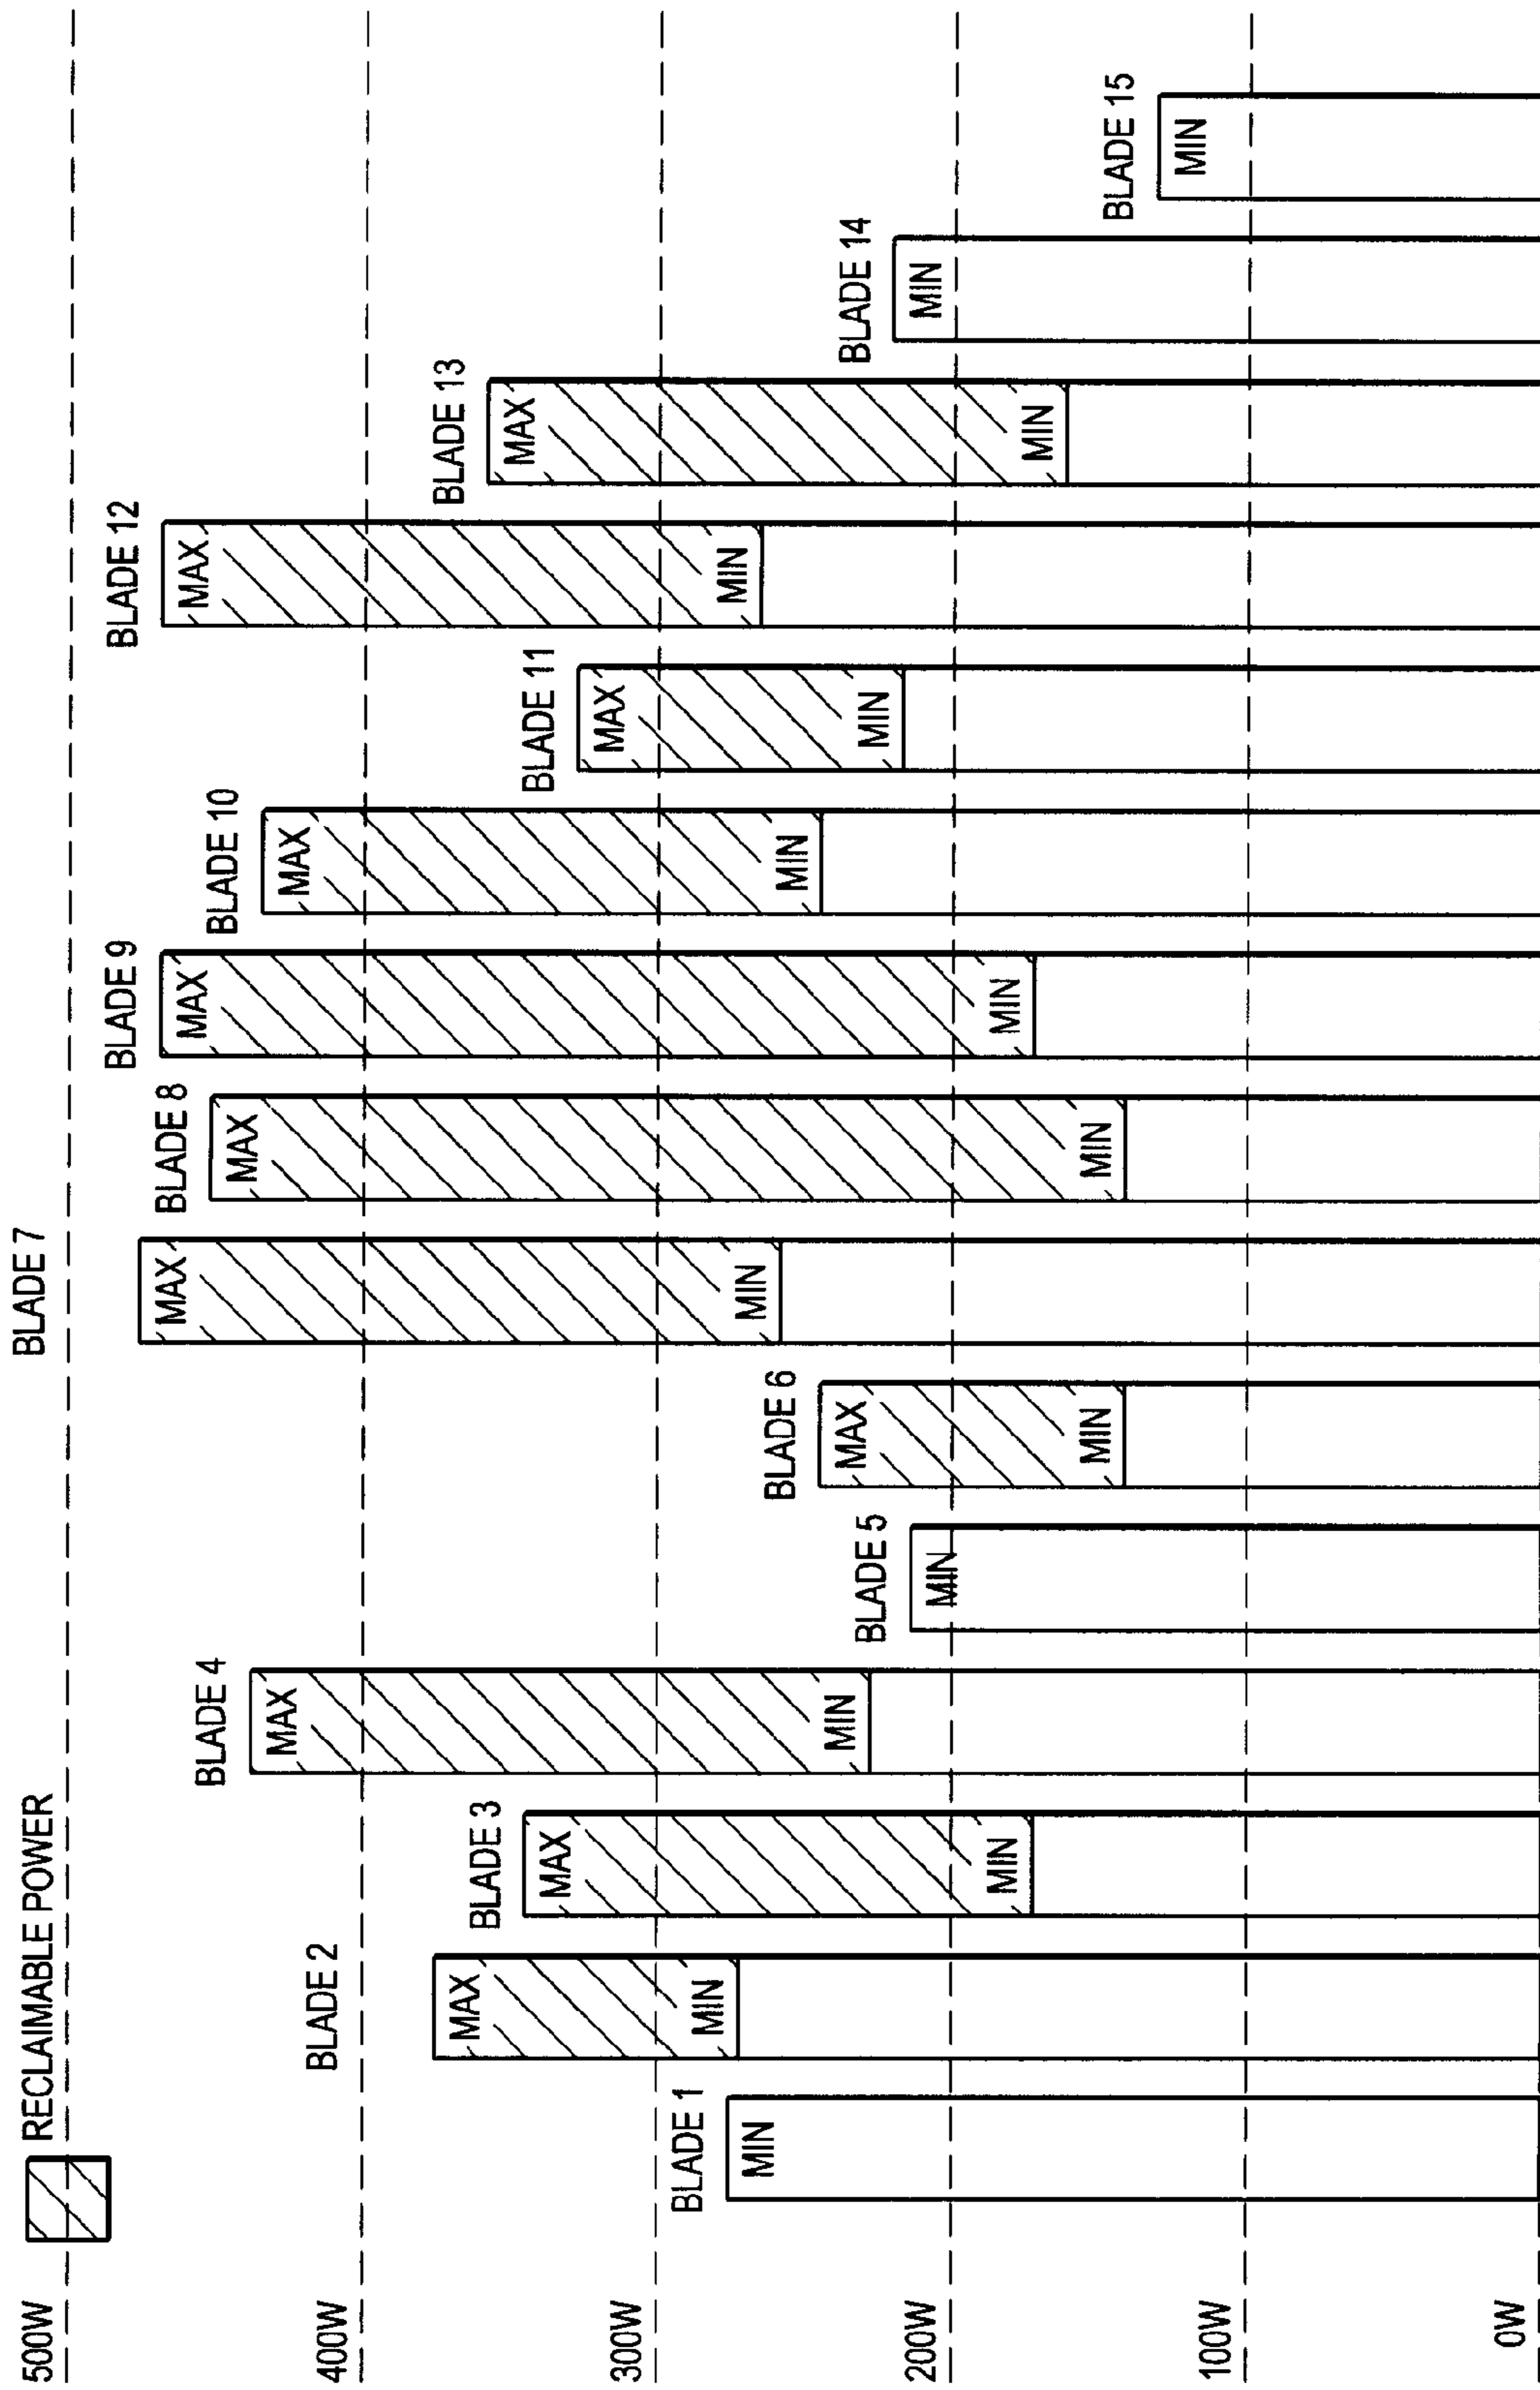 RECLAIMABLE POWER
500W
400W
300W
200W
100W
0W
BLADE 1
MIN
BLADE 2
MAX
MIN
BLADE 3
MAX
MIN
BLADE 4
MAX
MIN
BLADE 5
MIN
BLADE 6
MAX
MIN
BLADE 7
MAX
MIN
BLADE 8
MAX
MIN
BLADE 9
MAX
MIN
BLADE 10
MAX
MIN
BLADE 11
MAX
MIN
BLADE 12
MAX
MIN
BLADE 13
MAX
MIN
BLADE 14
MIN
BLADE 15
MIN